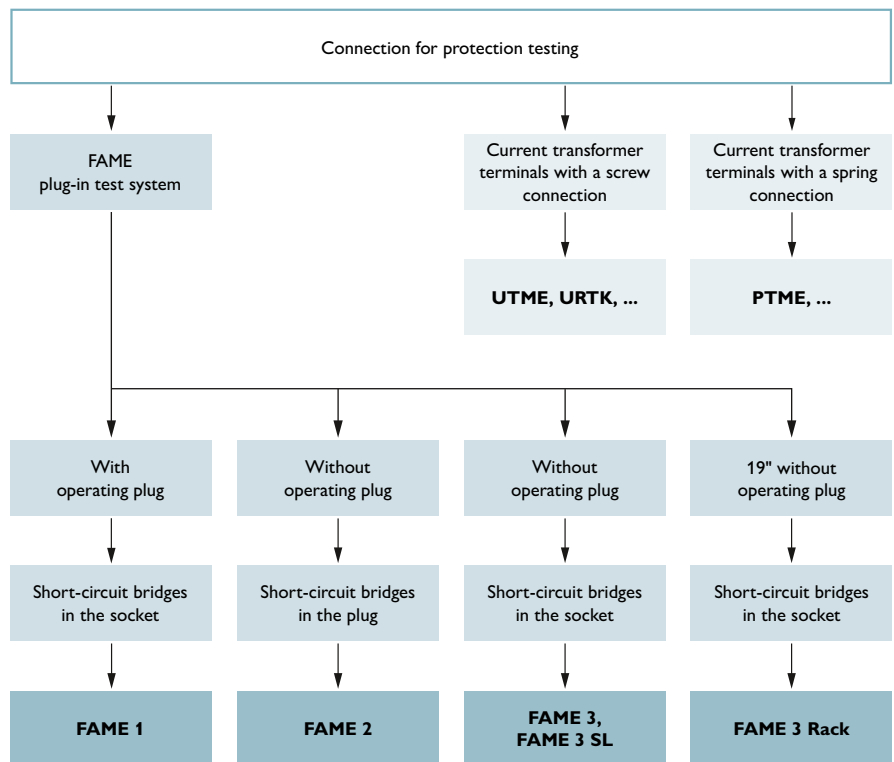 Connection for protection testing
FAME
plug-in test system
Current transformer
terminals with a screw
connection
Current transformer
terminals with a spring
connection
UTME, URTK, ...
PTME, ...
With
operating plug
Without
operating plug
Without
operating plug
19" without
operating plug
Short-circuit bridges
in the socket
Short-circuit bridges
in the plug
Short-circuit bridges
in the socket
Short-circuit bridges
in the socket
FAME 1
FAME 2
FAME 3,
FAME 3 SL
FAME 3 Rack